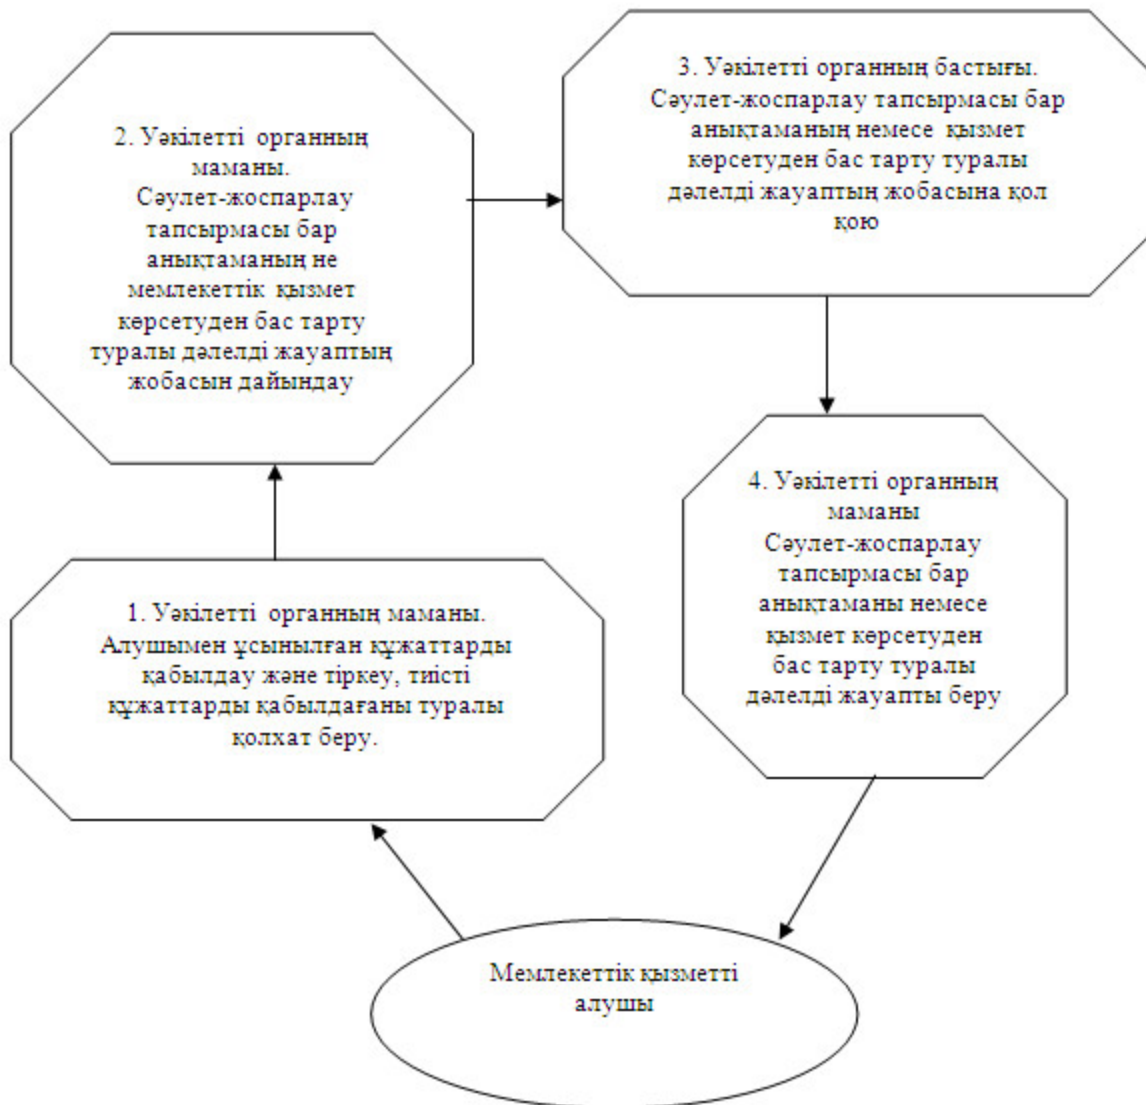 2. Уәкілетті органның
маманы.
Сәулет-жоспарлау
тапсырмасы бар
анықтаманың не
мемлекеттік қызмет
көрсетуден бас тарту
туралы дәлелді жауаптың
жобасын дайындау
3. Уәкілетті органның бастығы.
Сәулет-жоспарлау тапсырмасы бар
анықтаманың немесе қызмет
көрсетуден бас тарту туралы
дәлелді жауаптың жобасына қол
қою
4. Уәкілетті органның
маманы
Сәулет-жоспарлау
тапсырмасы бар
анықтаманы немесе
қызмет көрсетуден
бас тарту туралы
дәлелді жауапты беру
1. Уәкілетті органның маманы.
Алушымен ұсынылған құжаттарды
қабылдау және тіркеу, тиісті
құжаттарды қабылдағаны туралы
қолхат беру.
Мемлекеттік қызметті
алушы